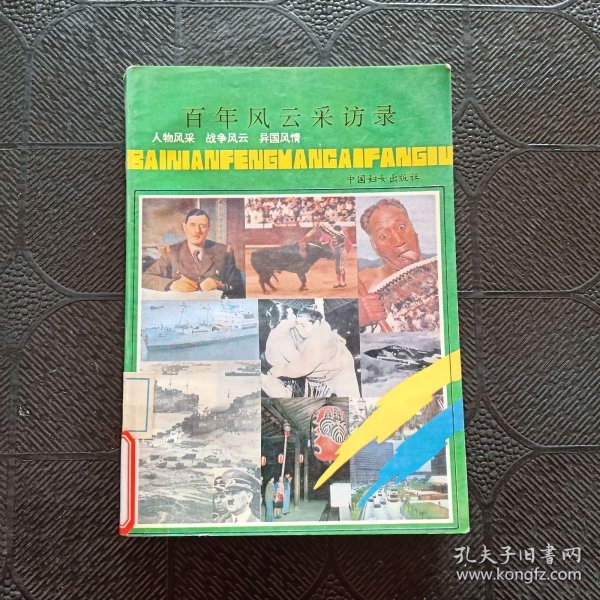 百年风云采访录
人物风采 战争风云 异国风情
BAINIANFENGYUNCAIFANGLU
中国妇女出版社
孔夫子旧書网
www.kongfz.com